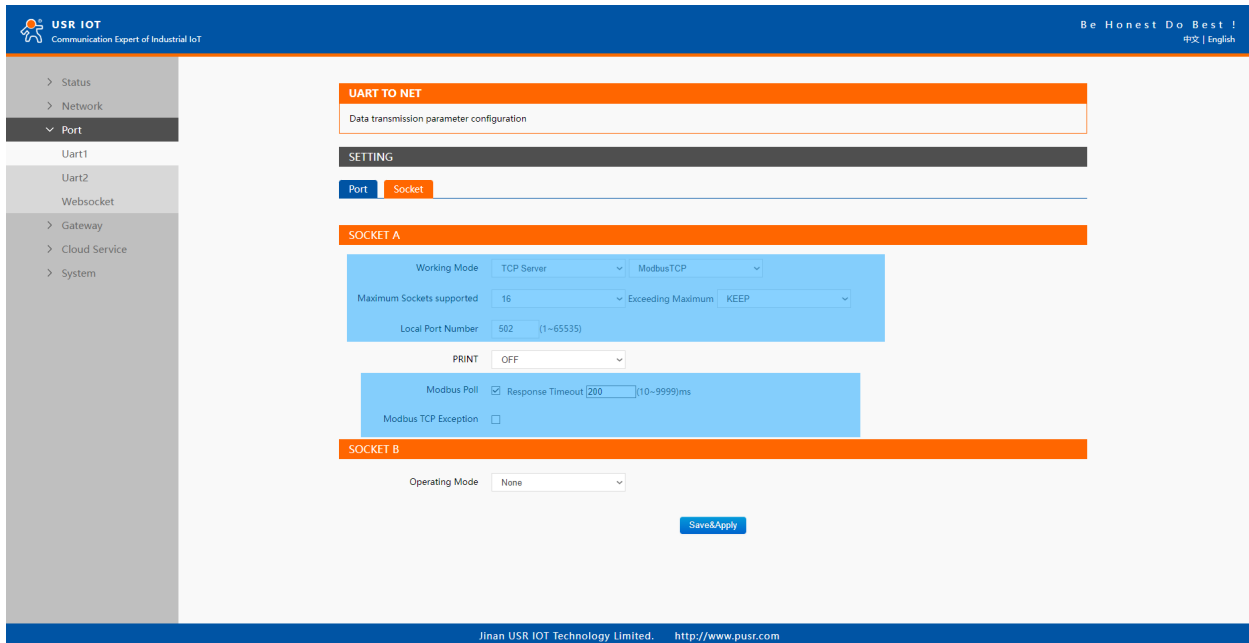 USR IOT
Communication Expert of Industrial IoT
Be Honest Do Best !
中文 | English
Status
Network
Port
Uart1
Uart2
Websocket
Gateway
Cloud Service
System
UART TO NET
Data transmission parameter configuration
SETTING
Port Socket
SOCKET A
Working Mode TCP Server ModbusTCP
Maximum Sockets supported 16 Exceeding Maximum KEEP
Local Port Number 502 (1~65535)
PRINT OFF
Modbus Poll Response Timeout 200 (10~9999)ms
Modbus TCP Exception
SOCKET B
Operating Mode None
Save&Apply
Jinan USR IOT Technology Limited. http://www.pusr.com